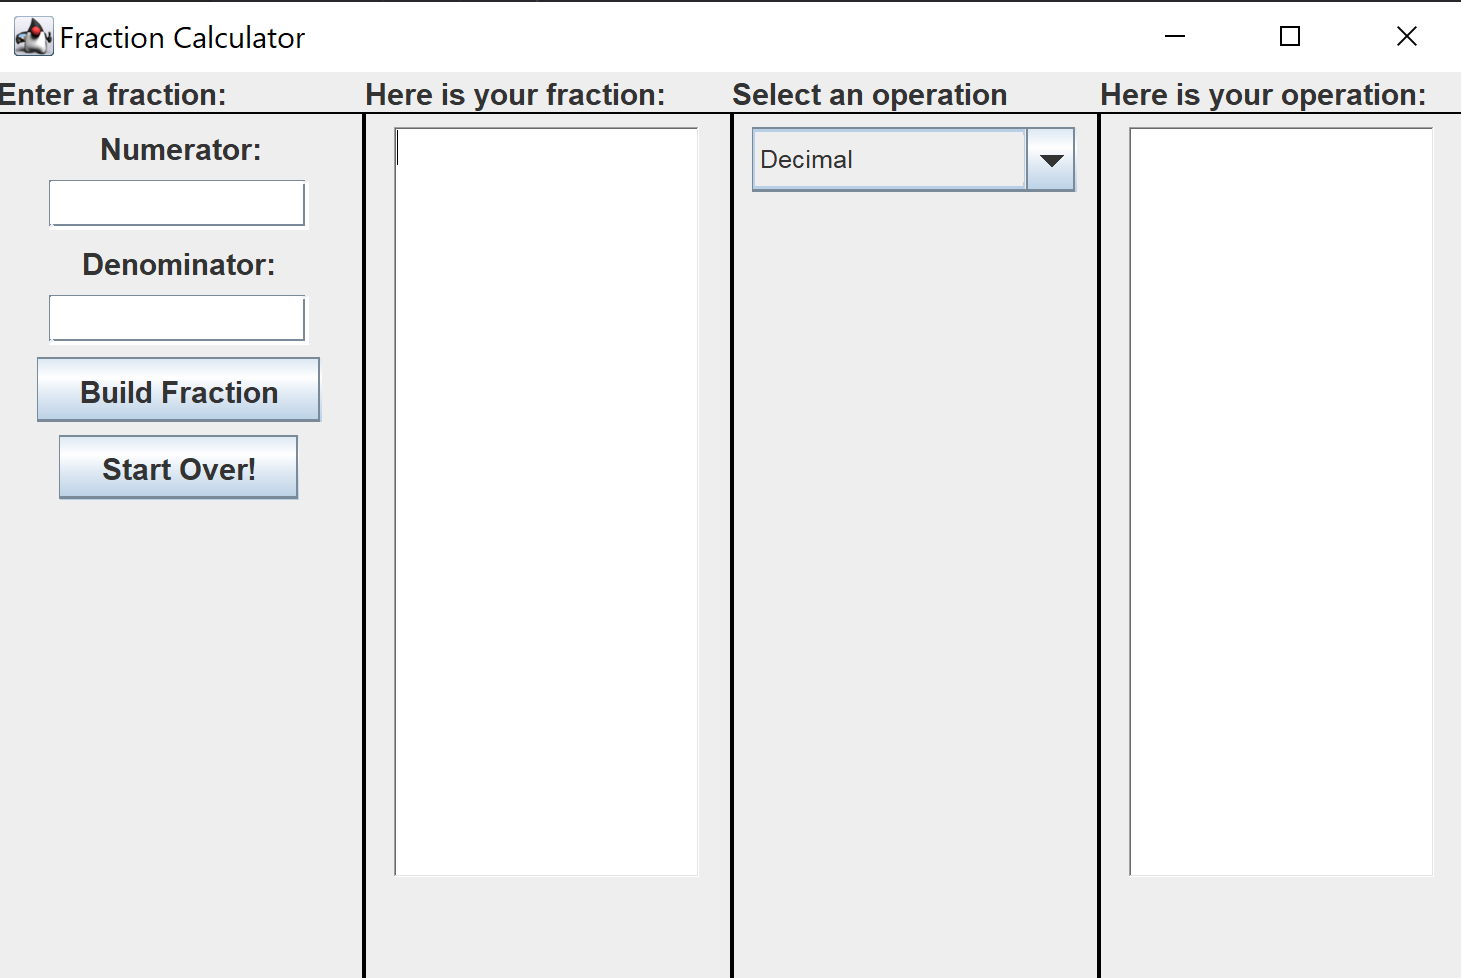 Fraction Calculator
Enter a fraction:
Here is your fraction:
Select an operation
Here is your operation:
Numerator:
Denominator:
Build Fraction
Start Over!
Decimal